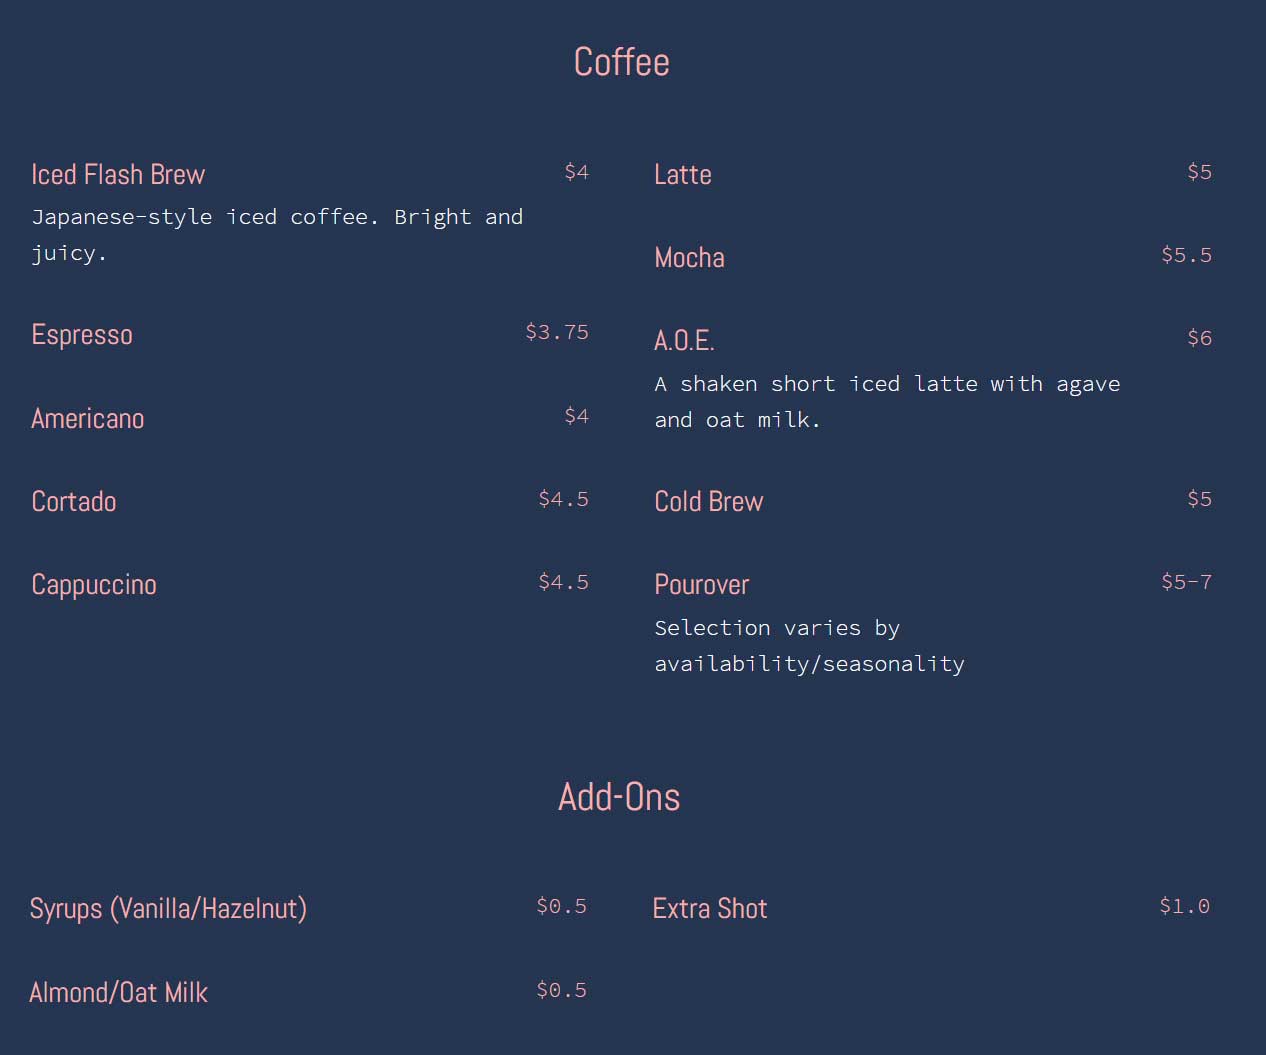 Coffee
Iced Flash Brew $4
Japanese-style iced coffee. Bright and
juicy.
Espresso $3.75
Americano $4
Cortado $4.5
Cappuccino $4.5
Latte $5
Mocha $5.5
A.O.E. $6
A shaken short iced latte with agave
and oat milk.
Cold Brew $5
Pourover $5-7
Selection varies by
availability/seasonality
Add-Ons
Syrups (Vanilla/Hazelnut) $0.5
Almond/Oat Milk $0.5
Extra Shot $1.0